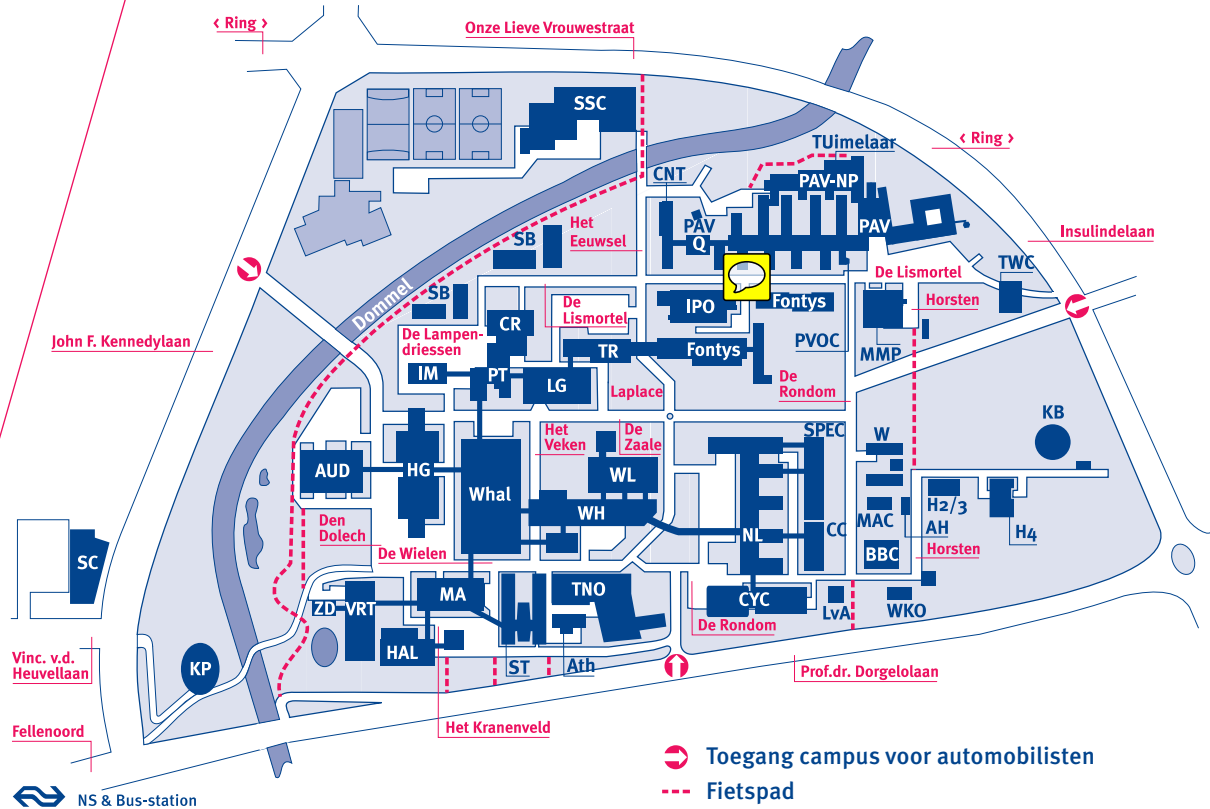 ‹ Ring ›
Onze Lieve Vrouwestraat
SSC
TUimelaar
‹ Ring ›
CNT
PAV-NP
PAV
PAV
Q
Het
Eeuwsel
SB
Insulindelaan
TWC
De Lismortel
Dommel
SB
De
Lismortel
IPO
Fontys
Horsten
CR
De Lampen-
driessen
John F. Kennedylaan
TR
Fontys
PVOC
MMP
IM
PT
LG
Laplace
De
Rondom
KB
Het
Veken
De
Zaale
SPEC
W
AUD
HG
Whal
WL
WH
H2/3
MAC
AH
H4
Den
Dolech
NL
CC
BBC
Horsten
De Wielen
SC
MA
TNO
CYC
ZD
VRT
LvA
WKO
De Rondom
HAL
ST
Ath
KP
Vinc. v.d.
Heuvellaan
Prof.dr. Dorgelolaan
Het Kranenveld
Fellenoord
Toegang campus voor automobilisten
Fietspad
NS & Bus-station